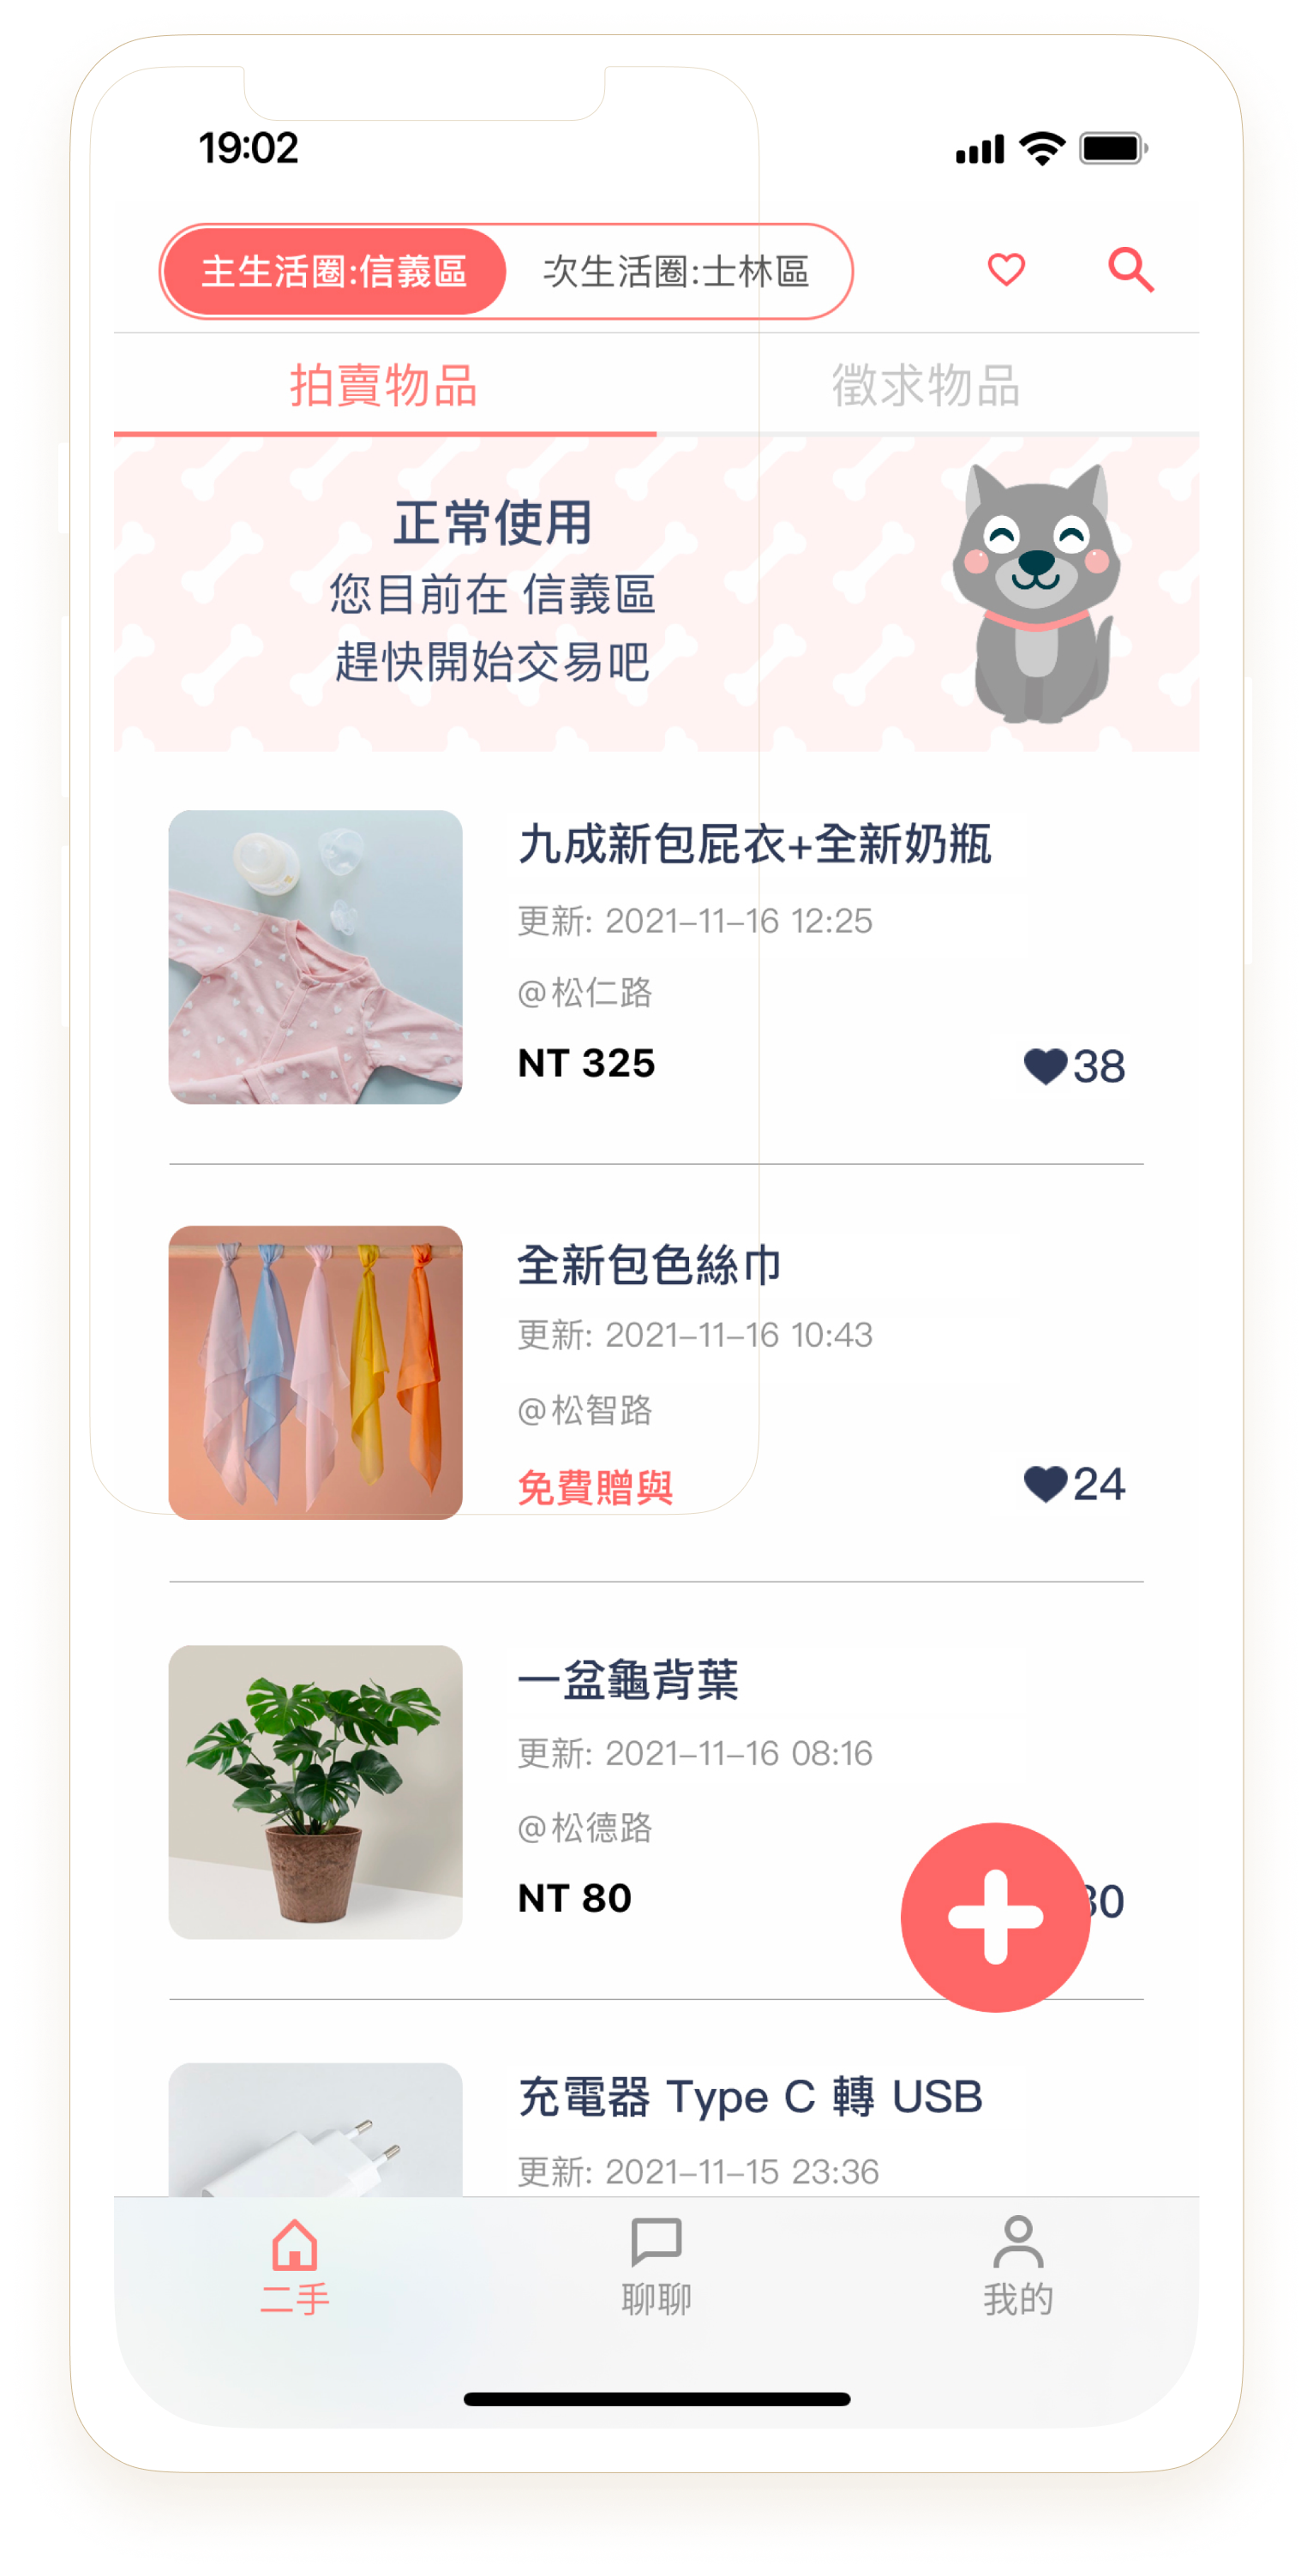 19:02
主生活圈:信義區 次生活圈:士林區
拍賣物品 徵求物品
正常使用
您目前在 信義區
趕快開始交易吧
九成新包屁衣+全新奶瓶
更新: 2021-11-16 12:25
@松仁路
NT 325 38
全新包色絲巾
更新: 2021-11-16 10:43
@松智路
免費贈與 24
一盆龜背葉
更新: 2021-11-16 08:16
@松德路
NT 80
充電器 Type C 轉 USB
更新: 2021-11-15 23:36
二手 聊聊 我的